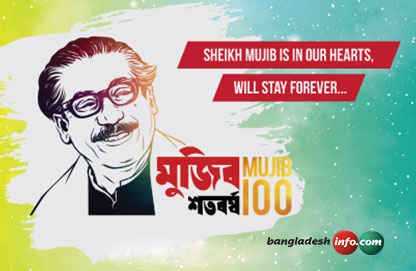 SHEIKH MUJIB IS IN OUR HEARTS,
WILL STAY FOREVER...
মুজিব
শতবর্ষ
MUJIB
100
bangladesh info.com